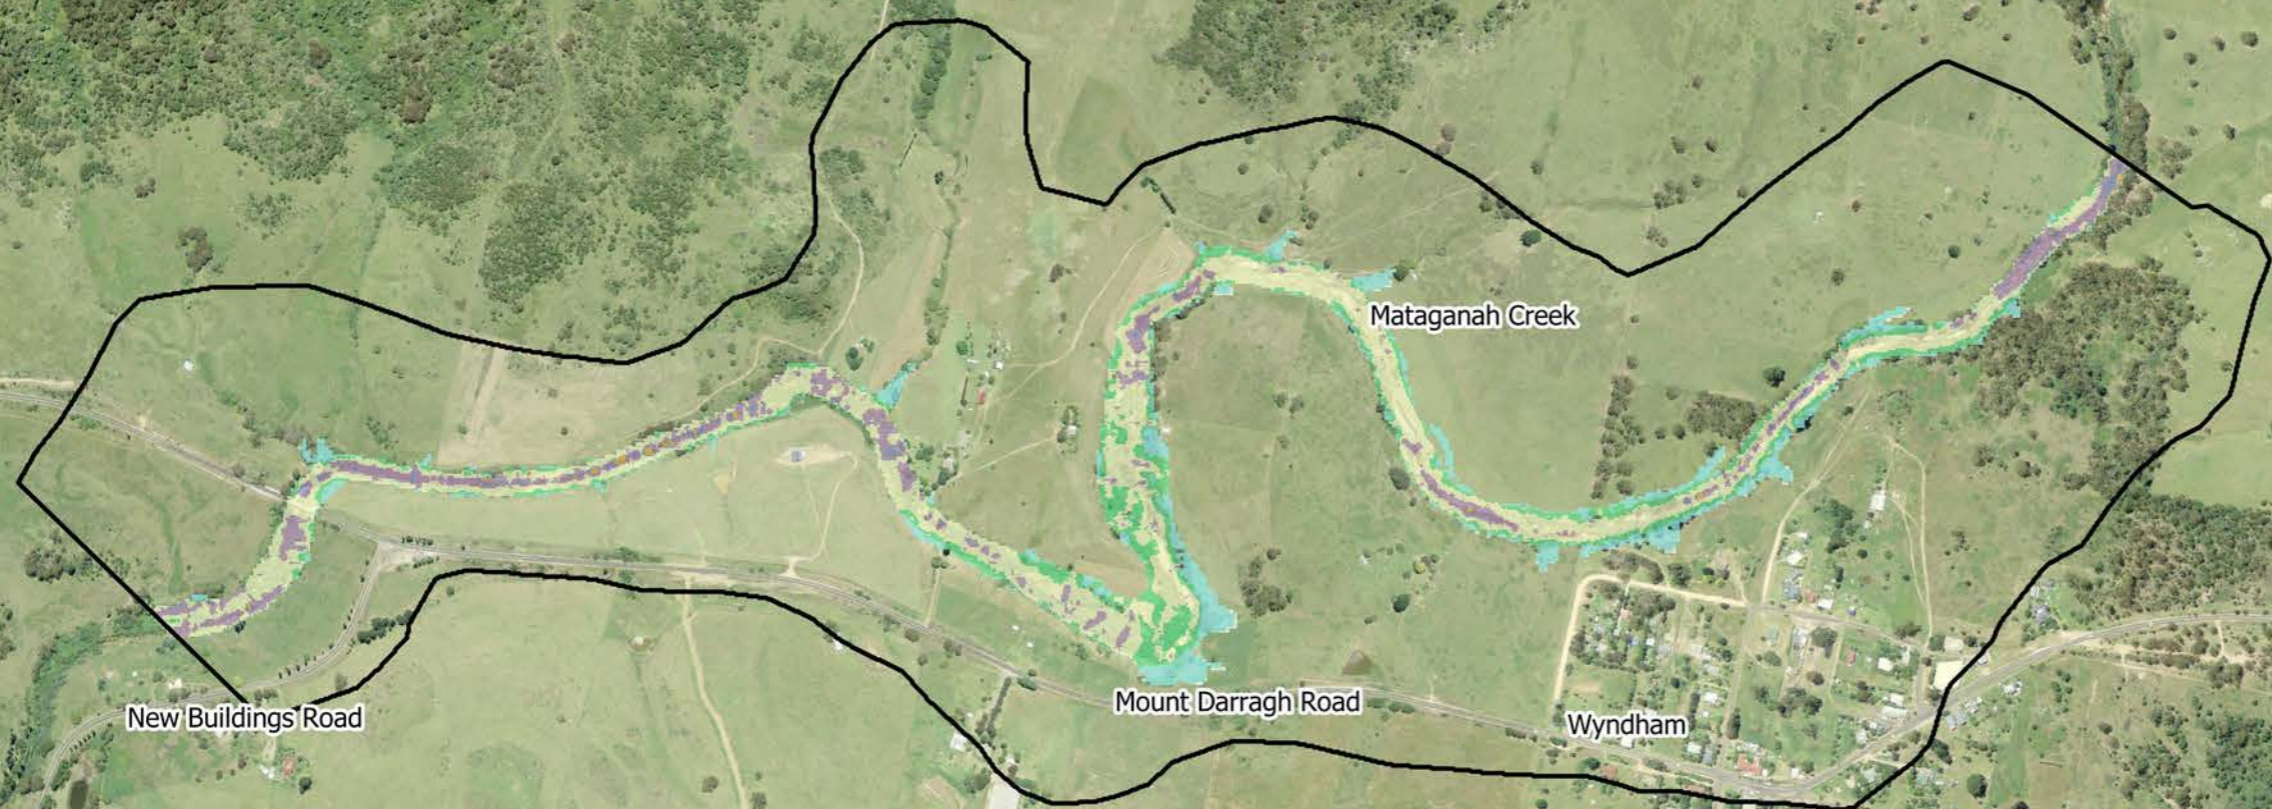 Mataganah Creek
Mount Darragh Road
New Buildings Road
Wyndham